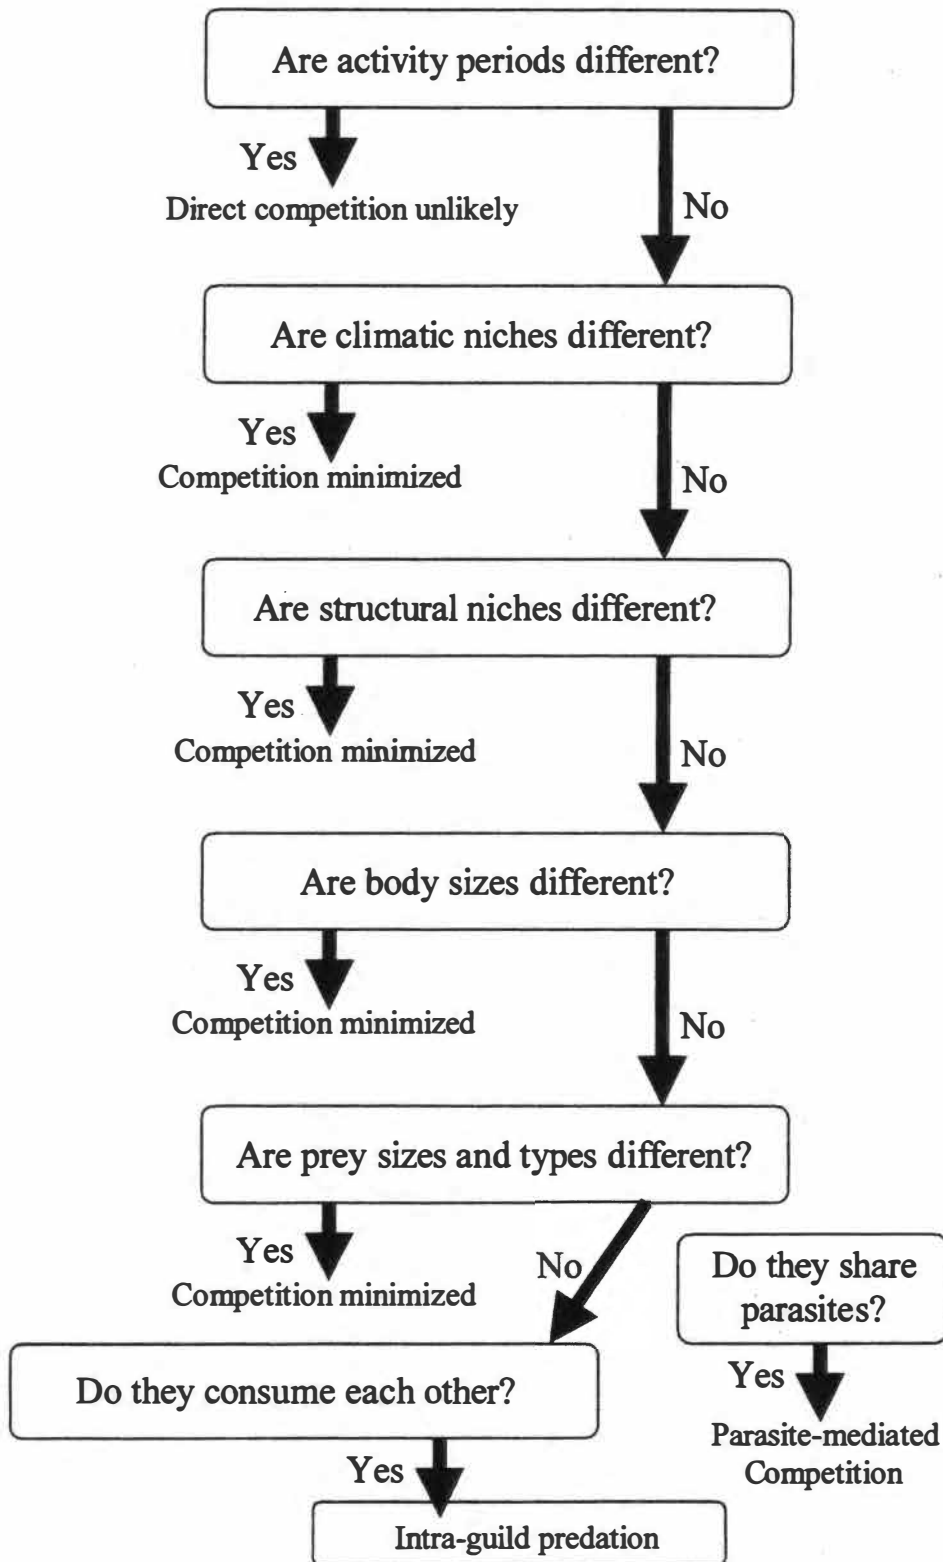 Are activity periods different?
Yes
Direct competition unlikely
No
Are climatic niches different?
Yes
Competition minimized
No
Are structural niches different?
Yes
Competition minimized
No
Are body sizes different?
Yes
Competition minimized
No
Are prey sizes and types different?
Yes
Competition minimized
No
Do they share
parasites?
Yes
Parasite-mediated
Competition
Do they consume each other?
Yes
Intra-guild predation